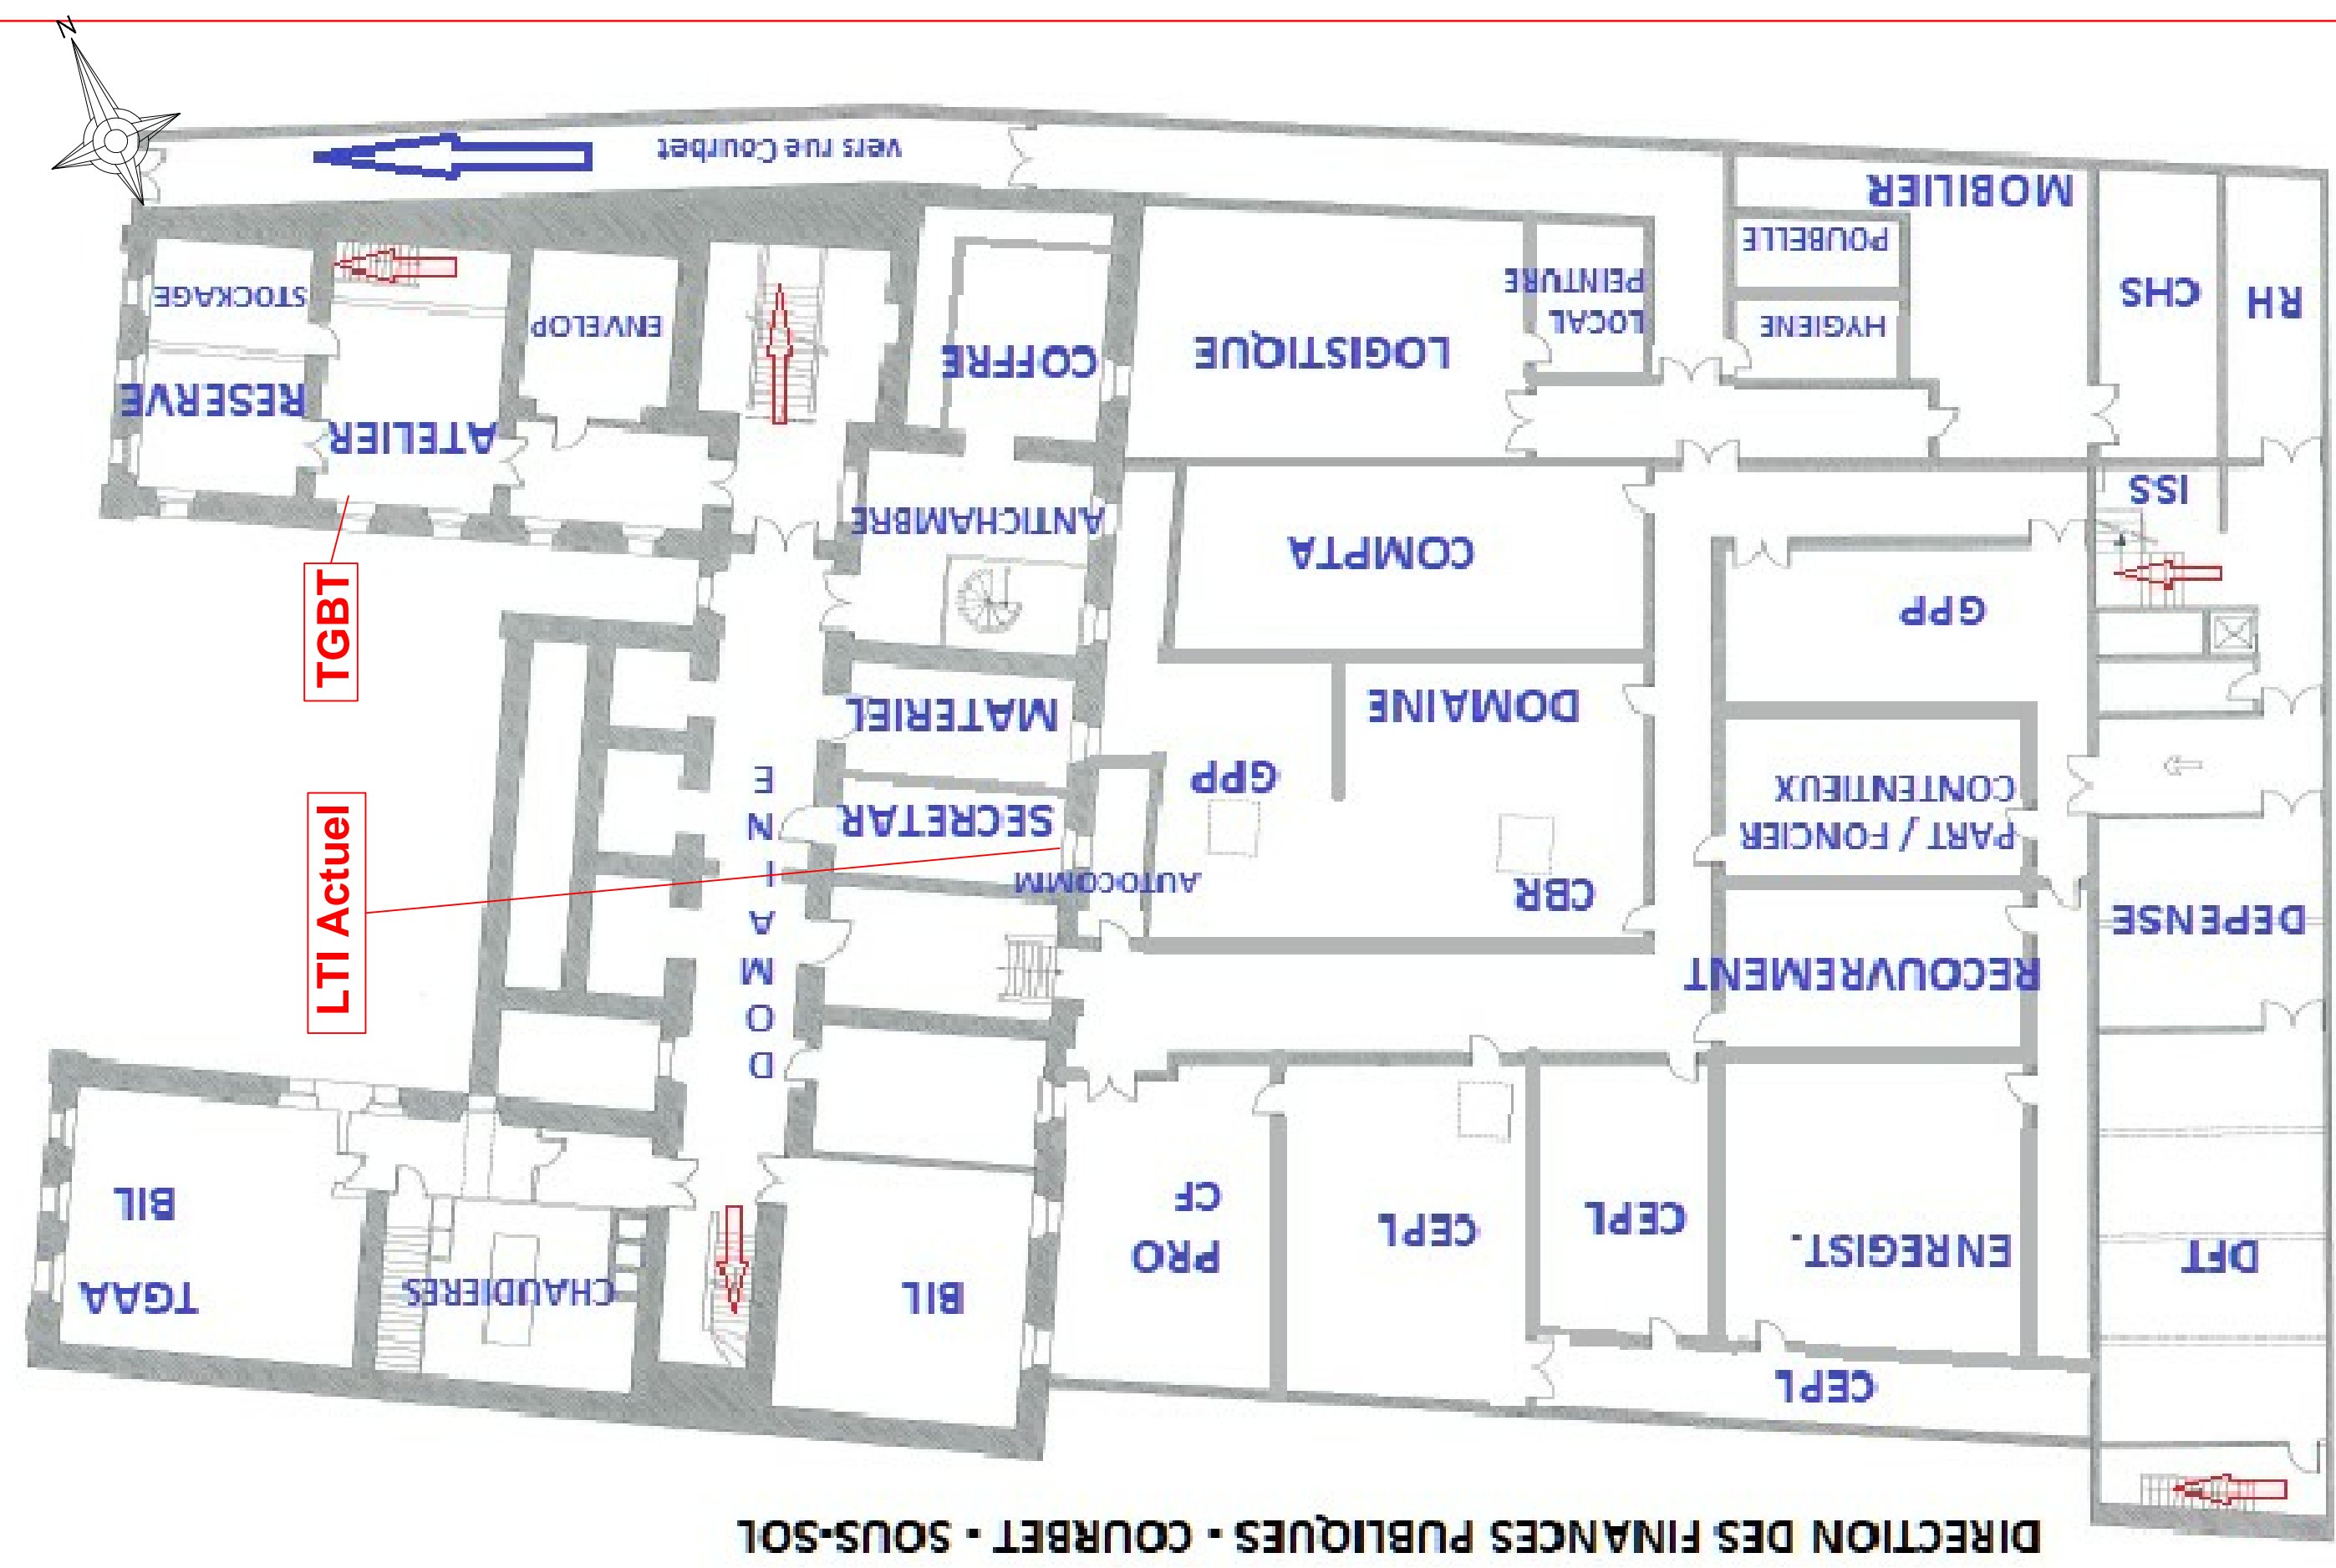 N
vers rue Courbet
MOBILIER
POUBELLE
HYGIENE
CHS
RH
STOCKAGE
RESERVE
ATELIER
ENVELOP
COFFRE
LOGISTIQUE
LOCAL
PEINTURE
ISS
ANTICHAMBRE
COMPTA
GPP
TGBT
MATERIEL
DOMAINE
GPP
SECRETAR
PART / FONCIER
CONTENTIEUX
LTI Actuel
AUTOCOMM
CBR
DEPENSE
RECOUVREMENT
DOMAINE
BIL
TGAA
CHAUDIERES
BIL
PRO
CF
CEPL
CEPL
ENREGIST.
DFT
CEPL
DIRECTION DES FINANCES PUBLIQUES - COURBET - SOUS-SOL